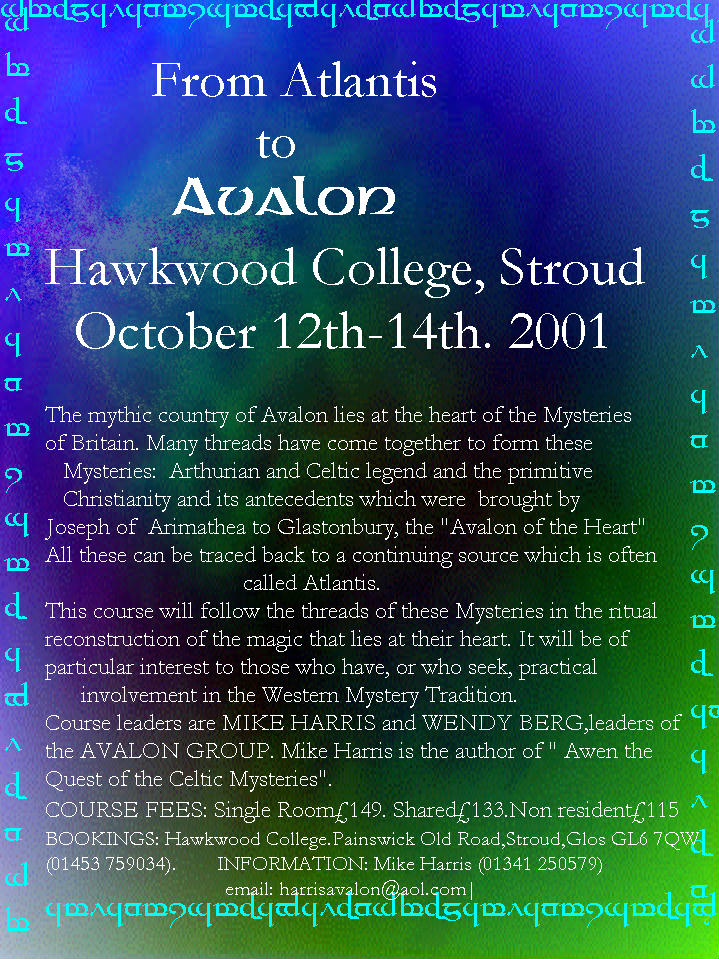 From Atlantis
to
Avalon
Hawkwood College, Stroud
October 12th-14th. 2001
The mythic country of Avalon lies at the heart of the Mysteries
of Britain. Many threads have come together to form these
Mysteries: Arthurian and Celtic legend and the primitive
Christianity and its antecedents which were brought by
Joseph of Arimathea to Glastonbury, the "Avalon of the Heart"
All these can be traced back to a continuing source which is often
called Atlantis.
This course will follow the threads of these Mysteries in the ritual
reconstruction of the magic that lies at their heart. It will be of
particular interest to those who have, or who seek, practical
involvement in the Western Mystery Tradition.
Course leaders are MIKE HARRIS and WENDY BERG,leaders of
the AVALON GROUP. Mike Harris is the author of " Awen the
Quest of the Celtic Mysteries".
COURSE FEES: Single Room£149. Shared£133.Non resident£115
BOOKINGS: Hawkwood College.Painswick Old Road,Stroud,Glos GL6 7QW
(01453 759034). INFORMATION: Mike Harris (01341 250579)
email: harrisavalon@aol.com|